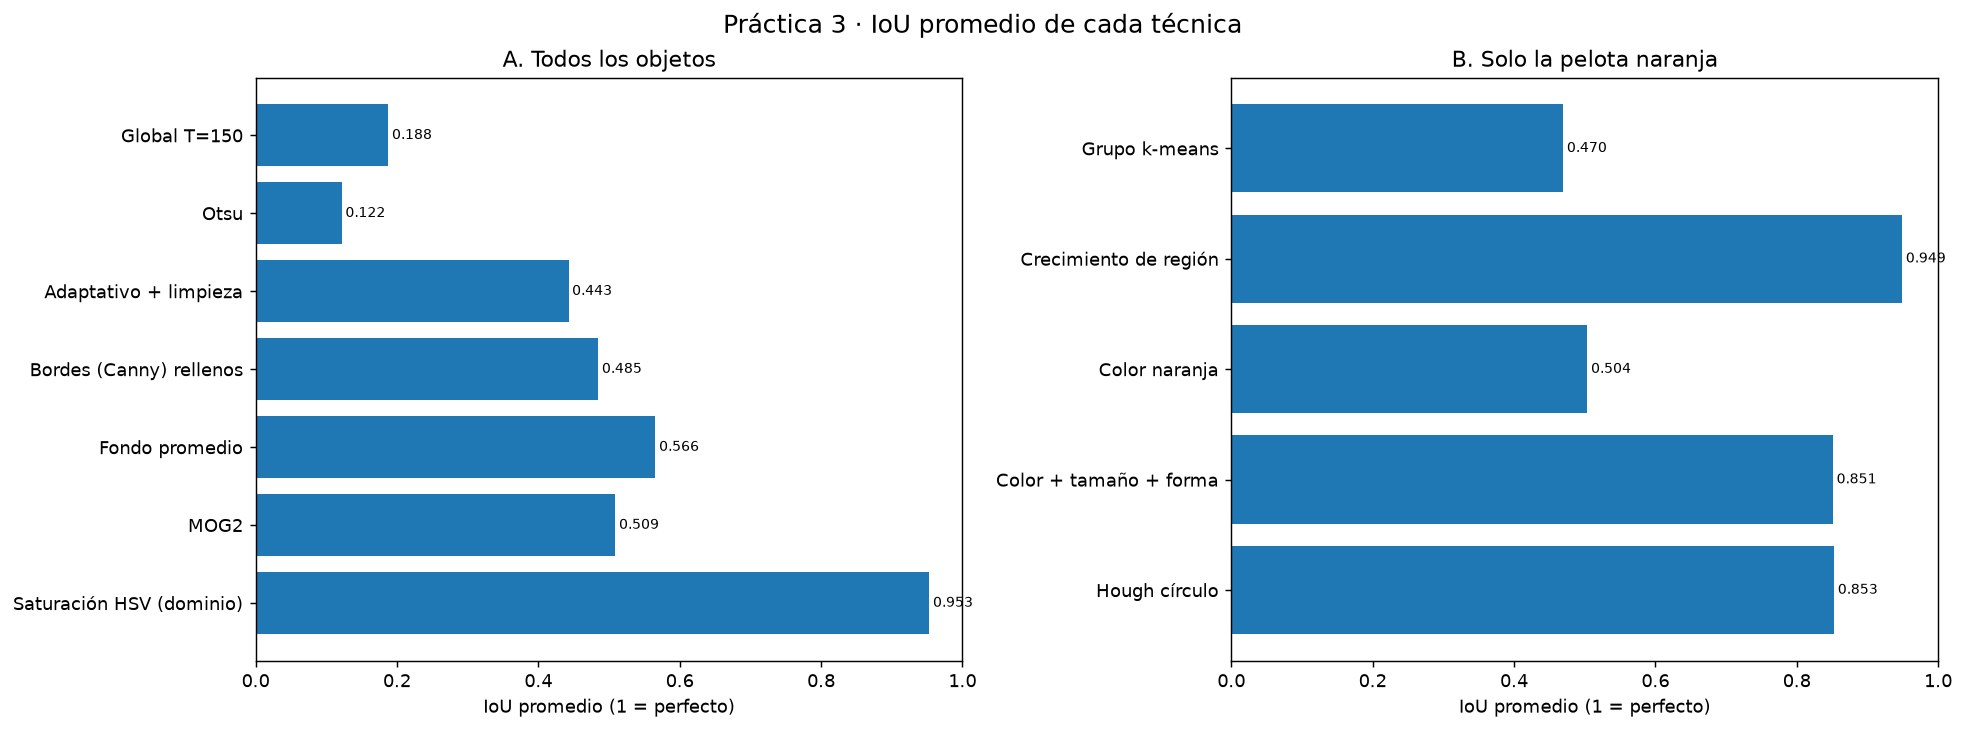 Práctica 3 · IoU promedio de cada técnica
A. Todos los objetos
Global T=150
0.188
Otsu
0.122
Adaptativo + limpieza
0.443
Bordes (Canny) rellenos
0.485
Fondo promedio
0.566
MOG2
0.509
Saturación HSV (dominio)
0.953
0.0 0.2 0.4 0.6 0.8 1.0
IoU promedio (1 = perfecto)
B. Solo la pelota naranja
Grupo k-means
0.470
Crecimiento de región
0.949
Color naranja
0.504
Color + tamaño + forma
0.851
Hough círculo
0.853
0.0 0.2 0.4 0.6 0.8 1.0
IoU promedio (1 = perfecto)